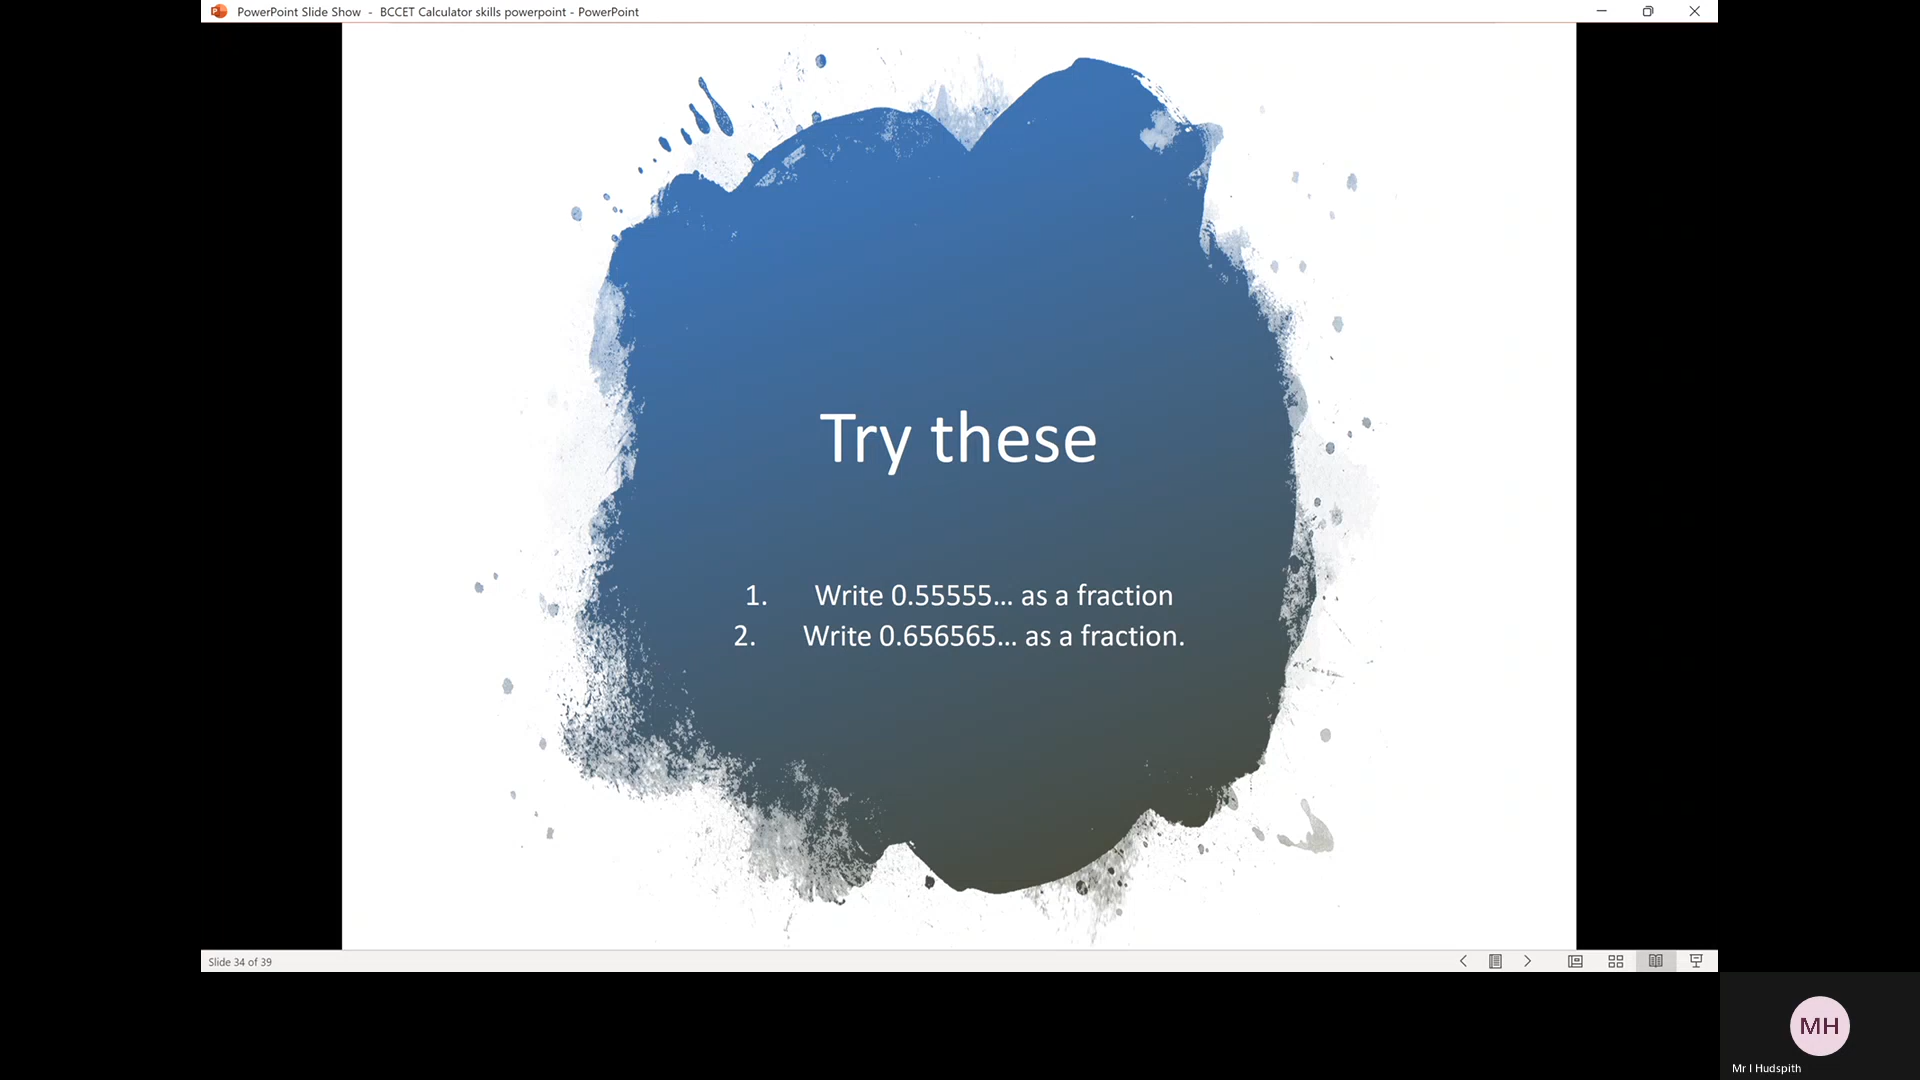 PowerPoint Slide Show - BCCET Calculator skills powerpoint - PowerPoint
Try these
1. Write 0.55555... as a fraction
2. Write 0.656565... as a fraction.
Slide 34 of 39
MH
Mr I Hudspith